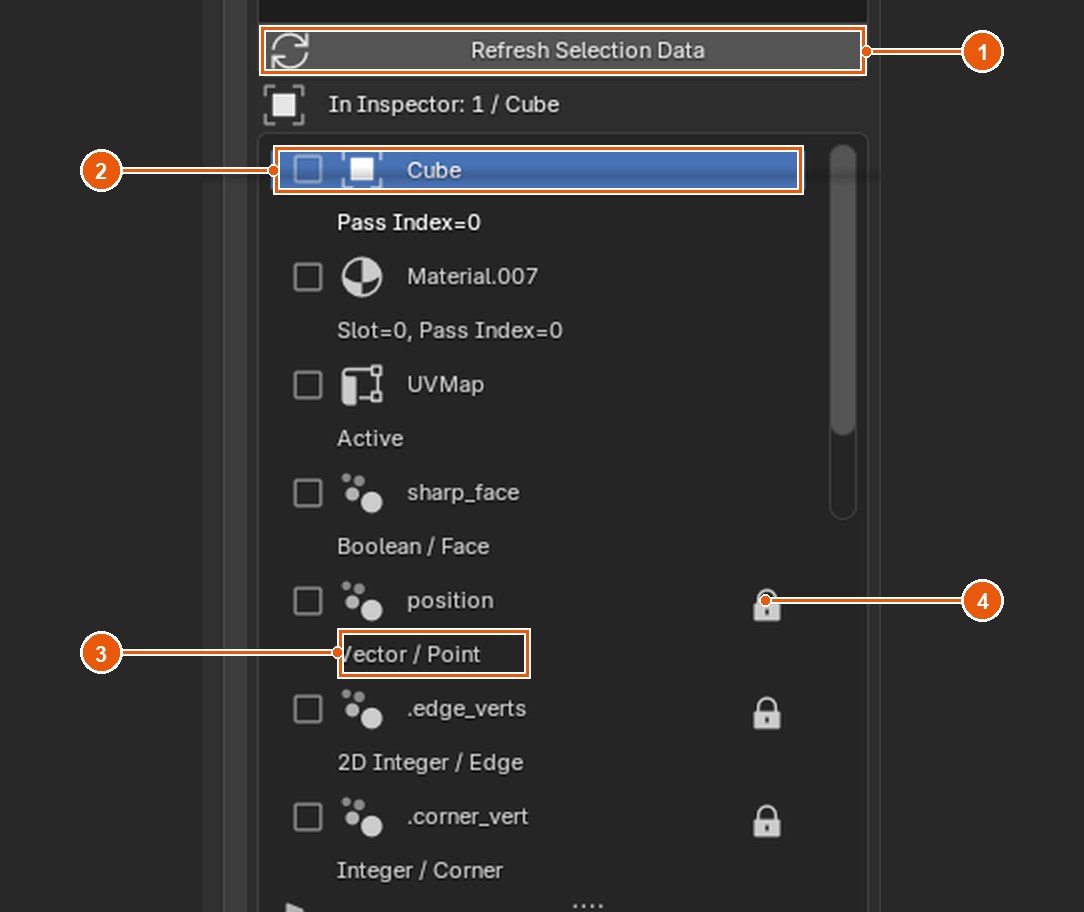 Refresh Selection Data
1
In Inspector: 1 / Cube
2
Cube
Pass Index=0
Material.007
Slot=0, Pass Index=0
UVMap
Active
sharp_face
Boolean / Face
position
4
3
Vector / Point
.edge_verts
2D Integer / Edge
.corner_vert
Integer / Corner